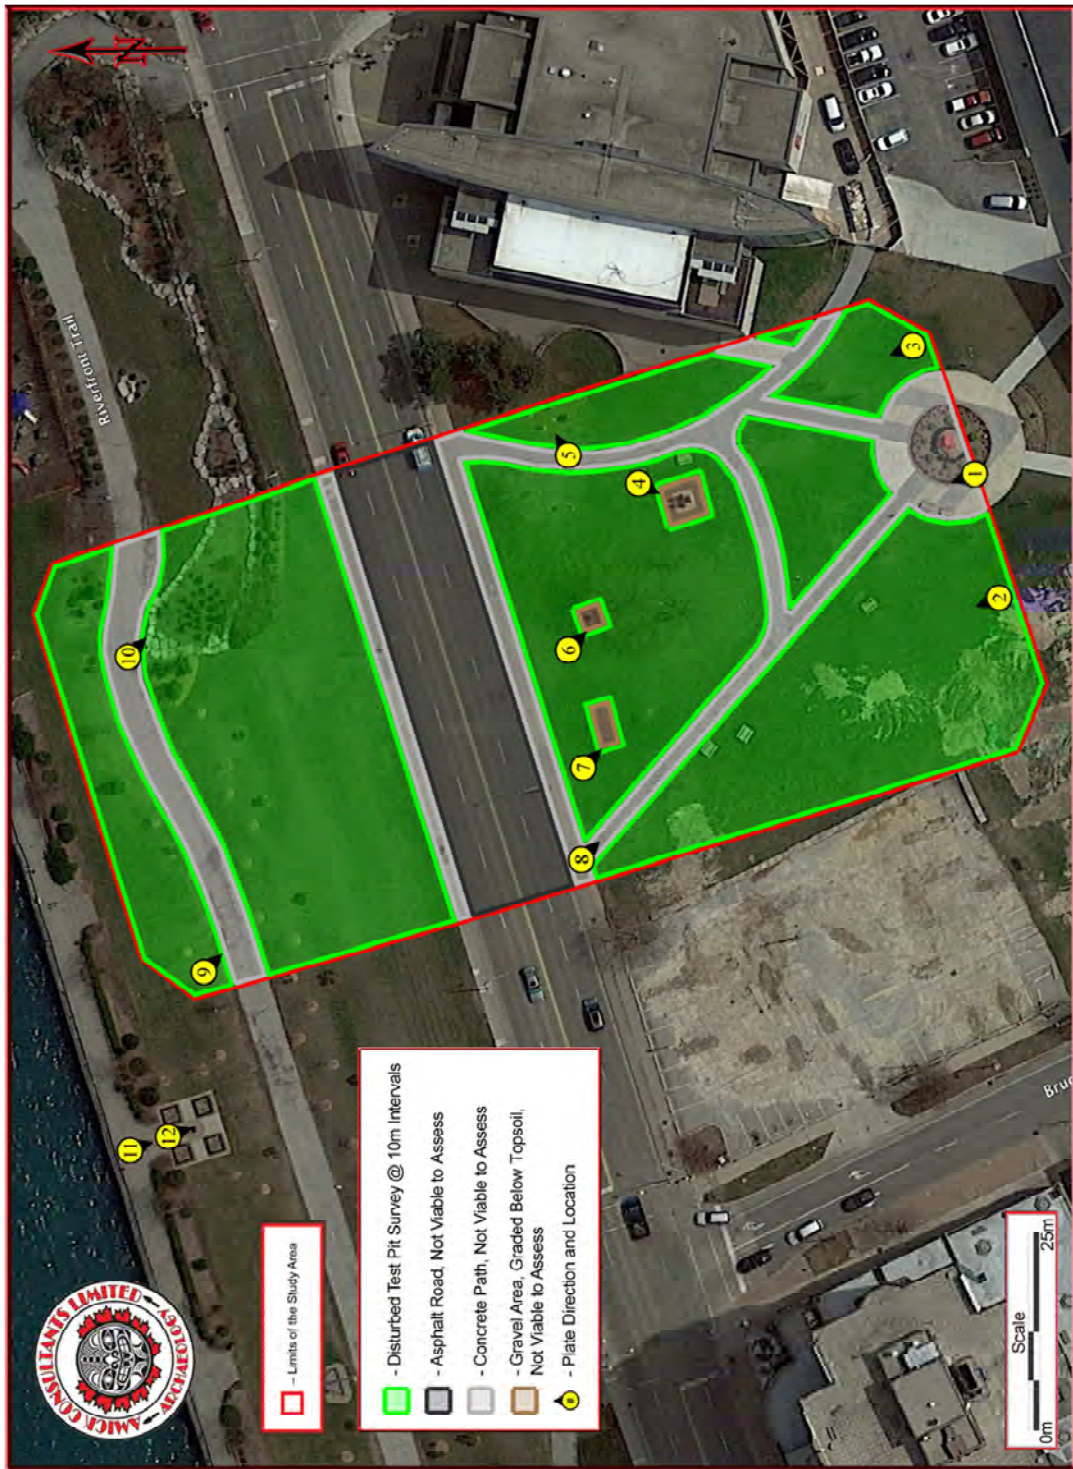 AMICK CONSULTANTS LIMITED
ARCHAEOLOGY
N
- Limits of the Study Area
- Disturbed Test Pit Survey @ 10m Intervals
- Asphalt Road, Not Viable to Assess
- Concrete Path, Not Viable to Assess
- Gravel Area, Graded Below Topsoil,
Not Viable to Assess
# - Plate Direction and Location
Scale
0m 25m
Riverfront Trail
11
12
9
10
8
7
6
5
4
3
2
1